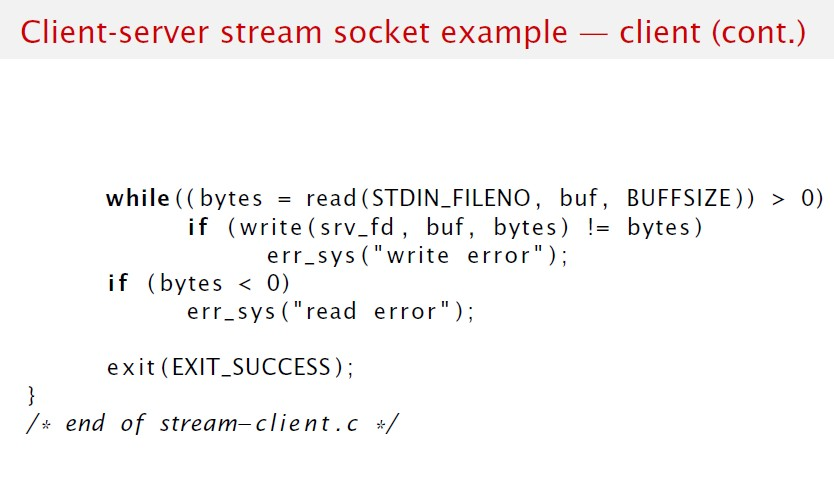 Client-server stream socket example — client (cont.)
while((bytes = read(STDIN_FILENO, buf, BUFFSIZE)) > 0)
if (write(srv_fd, buf, bytes) != bytes)
err_sys("write error");
if (bytes < 0)
err_sys("read error");
exit(EXIT_SUCCESS);
}
/* end of stream-client.c */